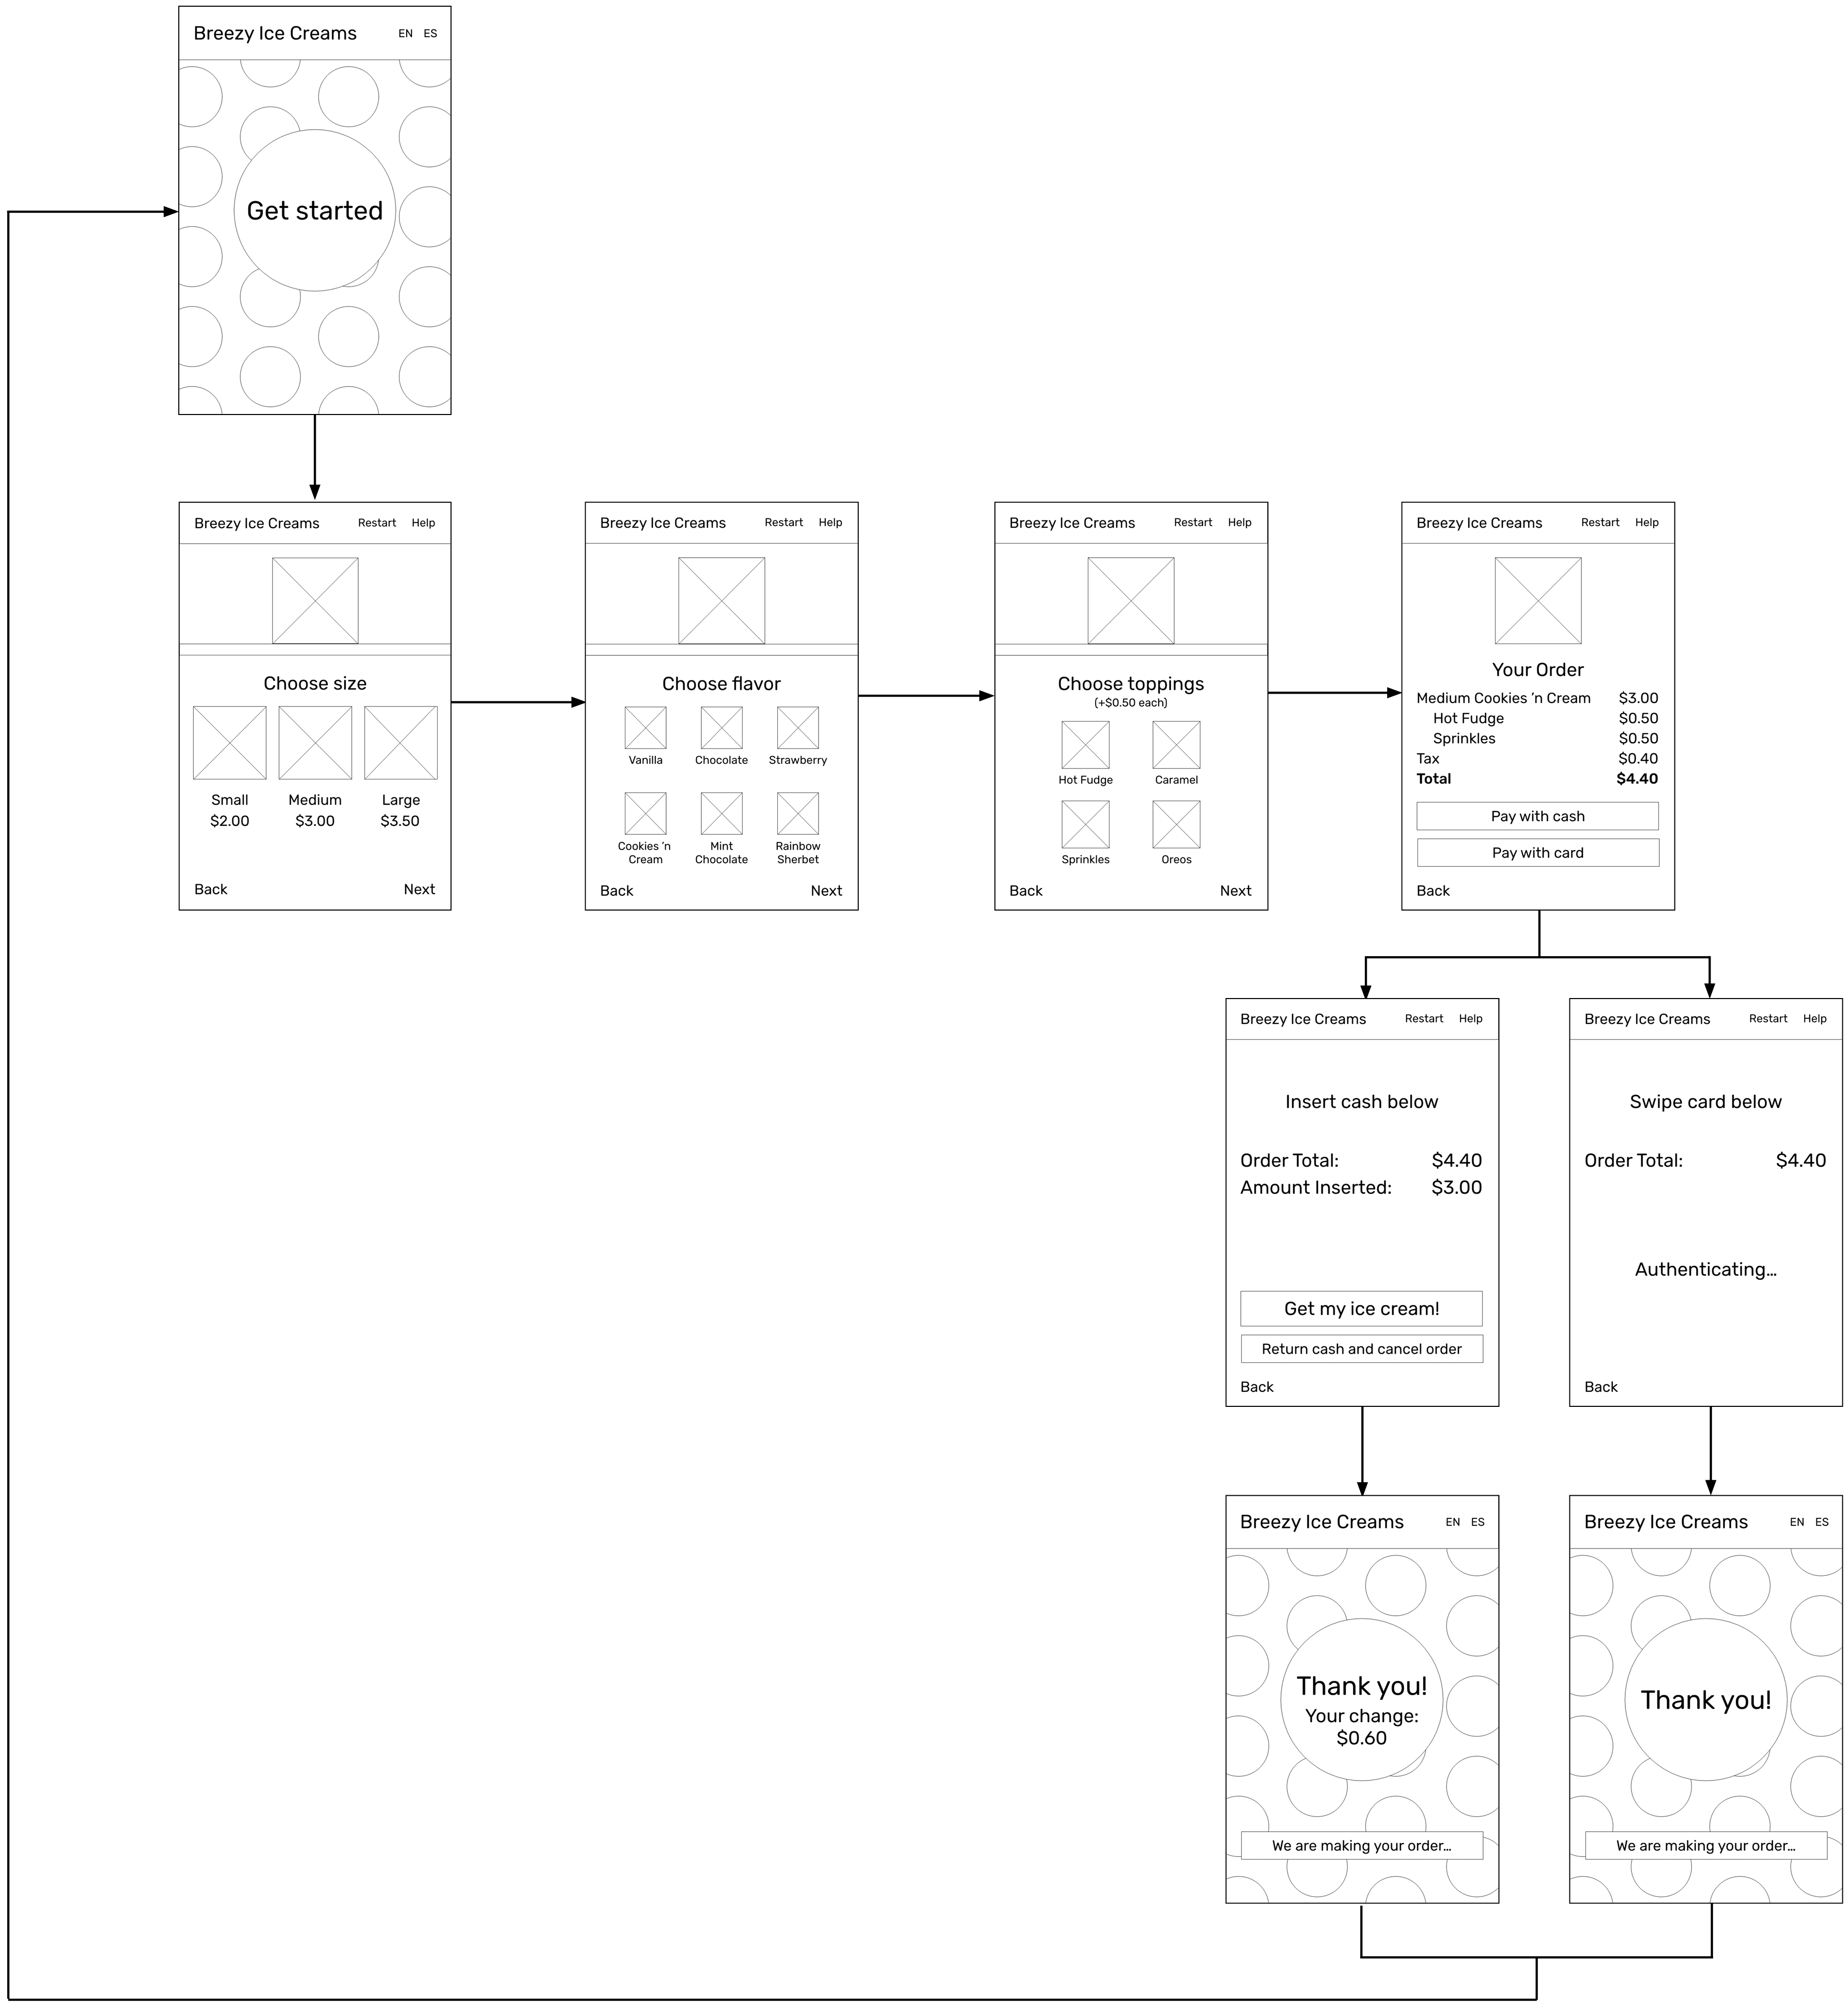 Breezy Ice Creams EN ES
Get started
Breezy Ice Creams Restart Help
Choose size
Small Medium Large
$2.00 $3.00 $3.50
Back Next
Breezy Ice Creams Restart Help
Choose flavor
Vanilla Chocolate Strawberry
Cookies ’n Mint Rainbow
Cream Chocolate Sherbet
Back Next
Breezy Ice Creams Restart Help
Choose toppings
(+$0.50 each)
Hot Fudge Caramel
Sprinkles Oreos
Back Next
Breezy Ice Creams Restart Help
Your Order
Medium Cookies ’n Cream $3.00
Hot Fudge $0.50
Sprinkles $0.50
Tax $0.40
Total $4.40
Pay with cash
Pay with card
Back
Breezy Ice Creams Restart Help
Insert cash below
Order Total: $4.40
Amount Inserted: $3.00
Get my ice cream!
Return cash and cancel order
Back
Breezy Ice Creams Restart Help
Swipe card below
Order Total: $4.40
Authenticating...
Back
Breezy Ice Creams EN ES
Thank you!
Your change:
$0.60
We are making your order...
Breezy Ice Creams EN ES
Thank you!
We are making your order...